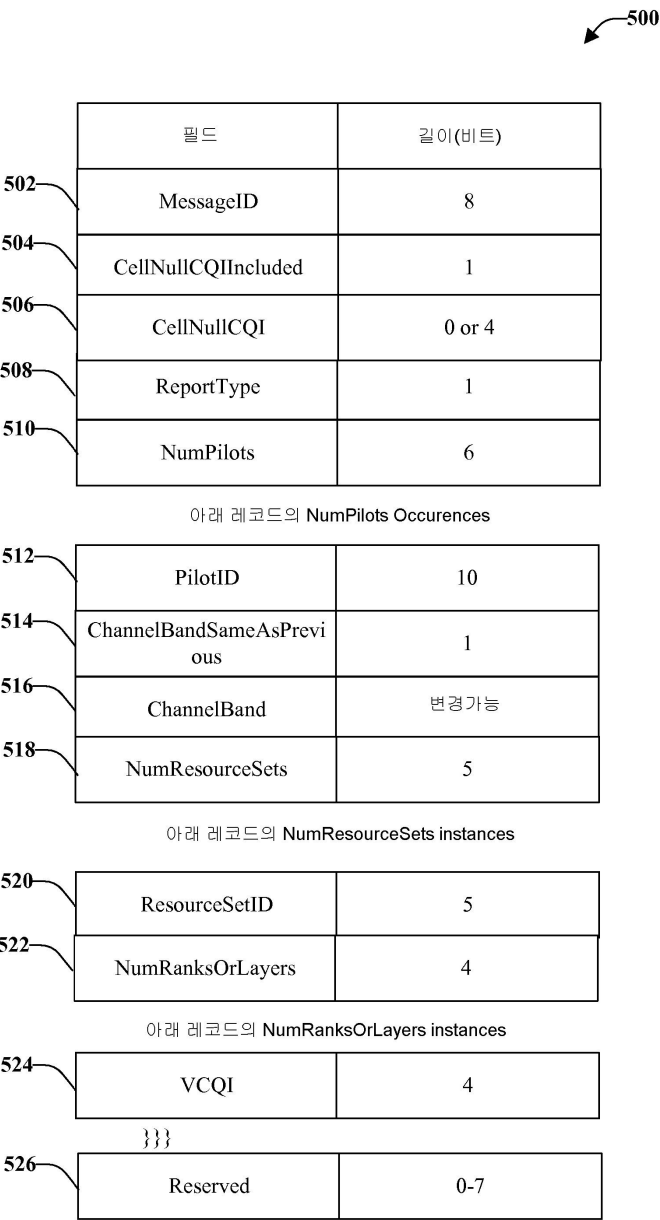 500
필드 길이(비트)
502 MessageID 8
504 CellNullCQIIncluded 1
506 CellNullCQI 0 or 4
508 ReportType 1
510 NumPilots 6
아래 레코드의 NumPilots Occurences
512 PilotID 10
514 ChannelBandSameAsPrevi
ous 1
516 ChannelBand 변경가능
518 NumResourceSets 5
아래 레코드의 NumResourceSets instances
520 ResourceSetID 5
522 NumRanksOrLayers 4
아래 레코드의 NumRanksOrLayers instances
524 VCQI 4
}}}
526 Reserved 0-7